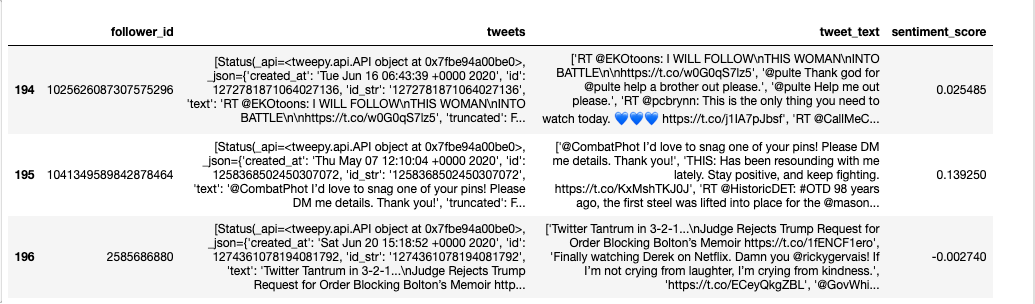 follower_id tweets tweet_text sentiment_score
194 1025626087307575296 [Status(_api=<tweepy.api.API object at 0x7fbe94a00be0>, ['RT @EKOtoons: I WILL FOLLOW\nTHIS WOMAN\nINTO 0.025485
_json={'created_at': 'Tue Jun 16 06:43:39 +0000 2020', 'id': BATTLE\n\nhttps://t.co/w0G0qS7lz5', '@pulte Thank god for
1272781871064027136, 'id_str': '1272781871064027136', @pulte help a brother out please.', '@pulte Help me out
'text': 'RT @EKOtoons: I WILL FOLLOW\nTHIS WOMAN\nINTO please.', 'RT @pcbrynn: This is the only thing you need to
BATTLE\n\nhttps://t.co/w0G0qS7lz5', 'truncated': F... watch today. 💙💙💙 https://t.co/j1IA7pJbsf', 'RT @CallMeC...
195 1041349589842878464 [Status(_api=<tweepy.api.API object at 0x7fbe94a00be0>, ['@CombatPhot I’d love to snag one of your pins! Please DM 0.139250
_json={'created_at': 'Thu May 07 12:10:04 +0000 2020', 'id': me details. Thank you!', 'THIS: Has been resounding with me
1258368502450307072, 'id_str': '1258368502450307072', lately. Stay positive, and keep fighting.
'text': '@CombatPhot I’d love to snag one of your pins! Please https://t.co/KxMshTKJ0J', 'RT @HistoricDET: #OTD 98 years
DM me details. Thank you!', 'truncated': F... ago, the first steel was lifted into place for the @mason...
196 2585686880 [Status(_api=<tweepy.api.API object at 0x7fbe94a00be0>, ['Twitter Tantrum in 3-2-1...\nJudge Rejects Trump Request for -0.002740
_json={'created_at': 'Sat Jun 20 15:18:52 +0000 2020', 'id': Order Blocking Bolton’s Memoir https://t.co/1fENCF1ero',
1274361078194081792, 'id_str': '1274361078194081792', 'Finally watching Derek on Netflix. Damn you @rickygervais! If
'text': 'Twitter Tantrum in 3-2-1...\nJudge Rejects Trump I’m not crying from laughter, I’m crying from kindness.',
Request for Order Blocking Bolton’s Memoir http... 'https://t.co/ECeyQkgZBL', '@GovWhi...